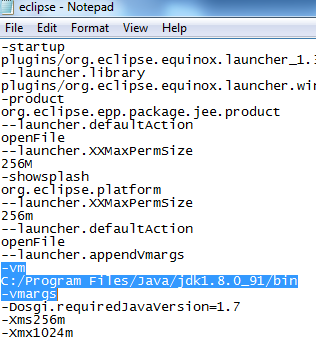 eclipse - Notepad
File Edit Format View Help
-startup
plugins/org.eclipse.equinox.launcher_1.3
--launcher.library
plugins/org.eclipse.equinox.launcher.win
-product
org.eclipse.epp.package.jee.product
--launcher.defaultAction
openFile
--launcher.XXMaxPermSize
256M
-showsplash
org.eclipse.platform
--launcher.XXMaxPermSize
256m
--launcher.defaultAction
openFile
--launcher.appendVmargs
-vm
C:/Program Files/Java/jdk1.8.0_91/bin
-vmargs
-Dosgi.requiredJavaVersion=1.7
-Xms256m
-Xmx1024m